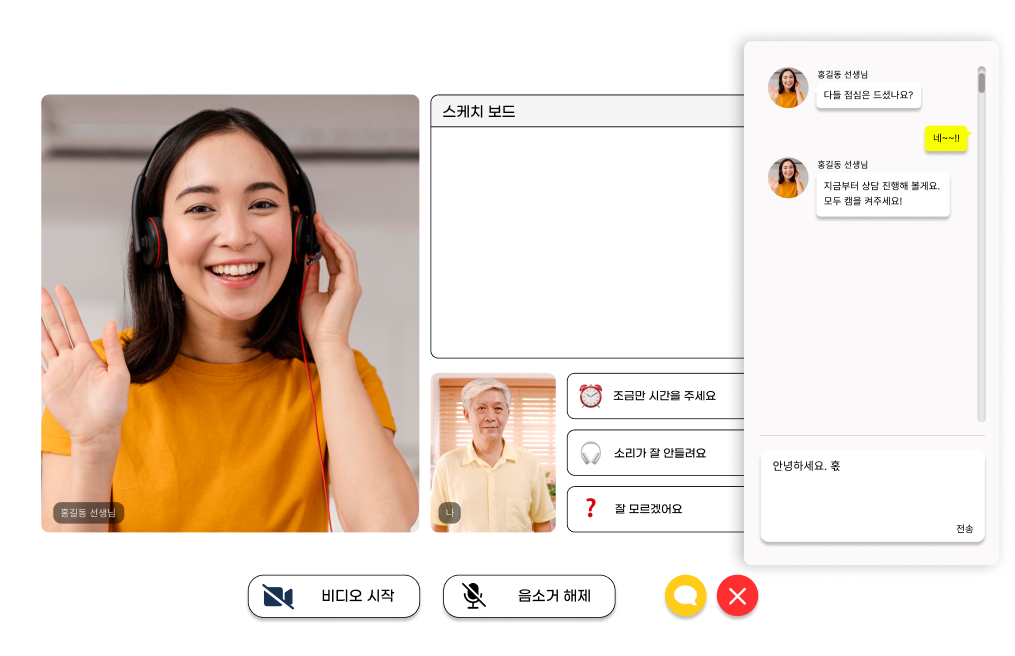 스케치 보드
홍길동 선생님
나
조금만 시간을 주세요
소리가 잘 안들려요
잘 모르겠어요
홍길동 선생님
다들 점심은 드셨나요?
네~~!!
홍길동 선생님
지금부터 상담 진행해 볼게요.
모두 캠을 켜주세요!
안녕하세요. 홍
전송
비디오 시작
음소거 해제